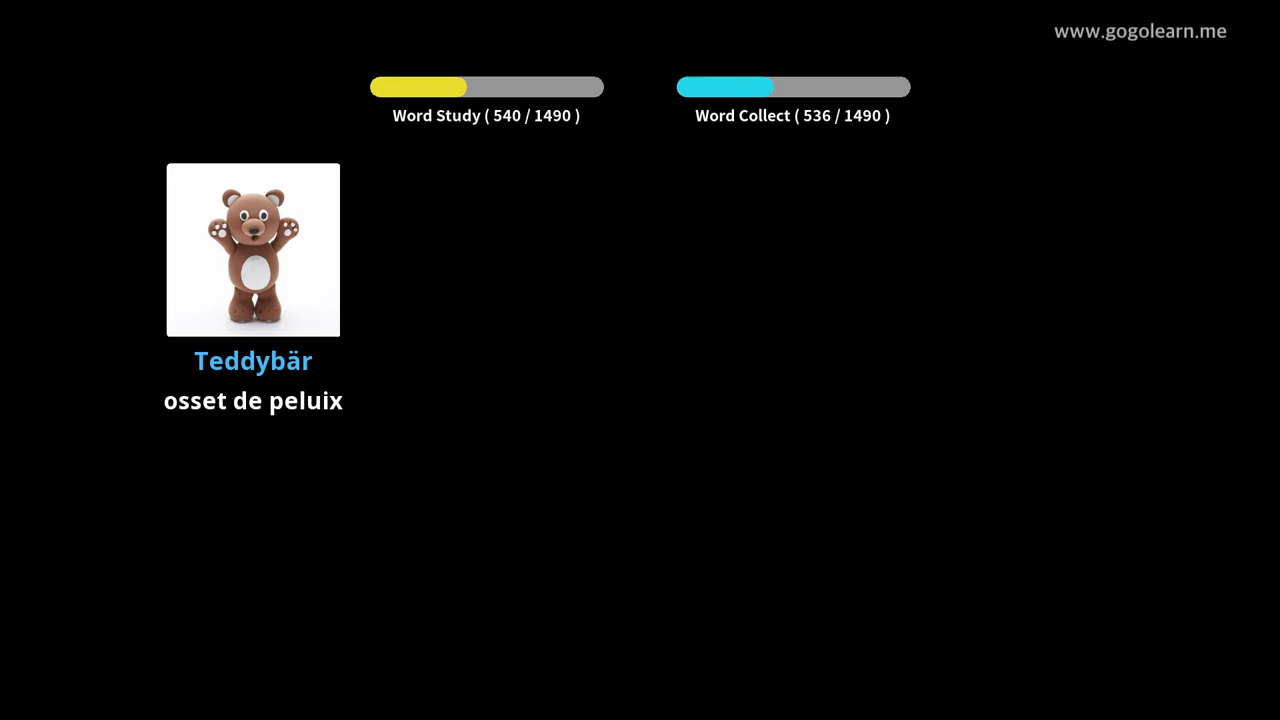 www.gogolearn.me
Word Study ( 540 / 1490 )
Word Collect ( 536 / 1490 )
Teddybär
osset de peluix